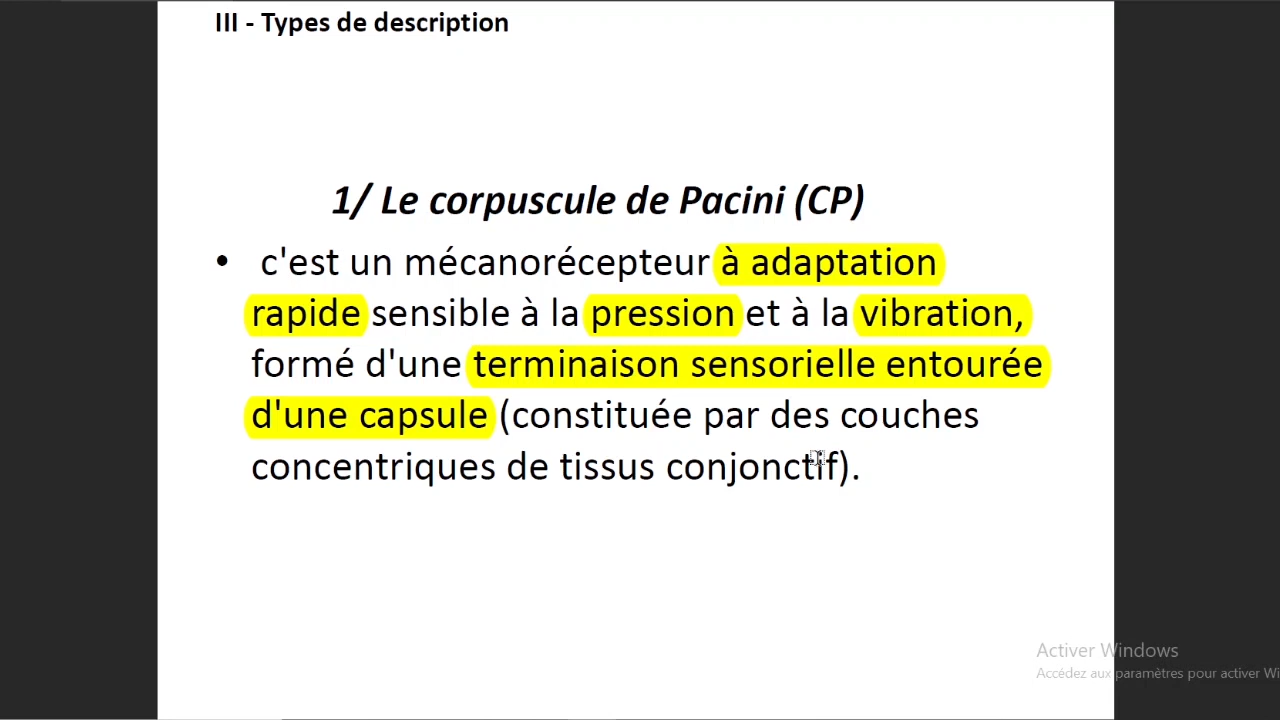 III - Types de description
1/ Le corpuscule de Pacini (CP)
• c'est un mécanorécepteur à adaptation
rapide sensible à la pression et à la vibration,
formé d'une terminaison sensorielle entourée
d'une capsule (constituée par des couches
concentriques de tissus conjonctif).
Activer Windows
Accédez aux paramètres pour activer Wi